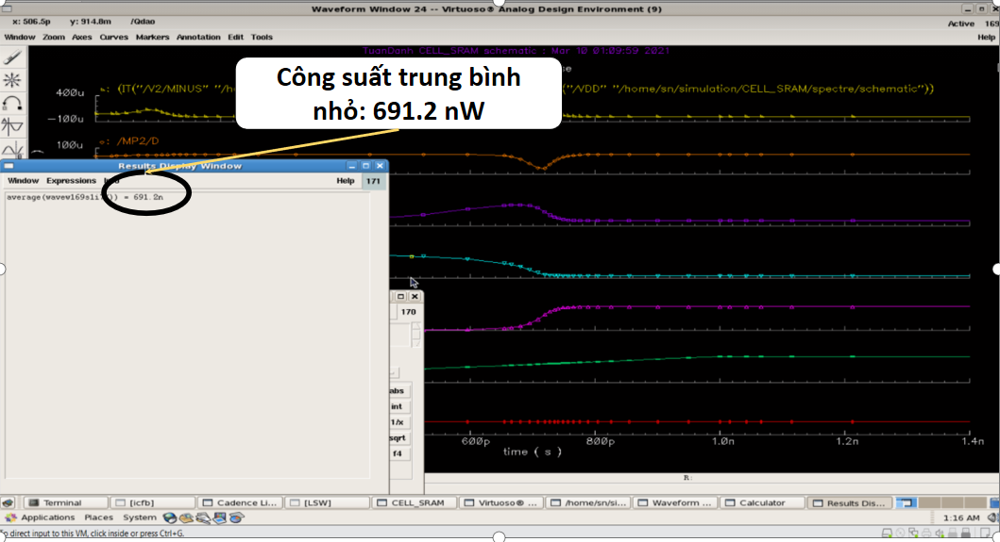 Waveform Window 24 -- Virtuoso® Analog Design Environment (9)
x: 506.5p y: 914.8m /Qdao
Active 169
Window Zoom Axes Curves Markers Annotation Edit Tools Help
TuanDanh CELL_SRAM schematic : Mar 10 01:09:59 2021
se
Công suất trung bình
nhỏ: 691.2 nW
400u
(IT("/V2/MINUS" "/h
("/VDD" "/home/sn/simulation/CELL_SRAM/spectre/schematic"))
-100u
100u
/MP2/D
Results Display Window
Window Expressions Help 171
average(wavew169s1i = 691.2n
170
abs
int
1/x
sqrt
f4
600p 800p 1.0n 1.2n 1.4n
time ( s )
R:
Terminal [icfb] Cadence Li... [LSW] CELL_SRAM Virtuoso® ... /home/sn/si... Waveform ... Calculator Results Dis...
Applications Places System 1:16 AM
To direct input to this VM, click inside or press Ctrl+G.